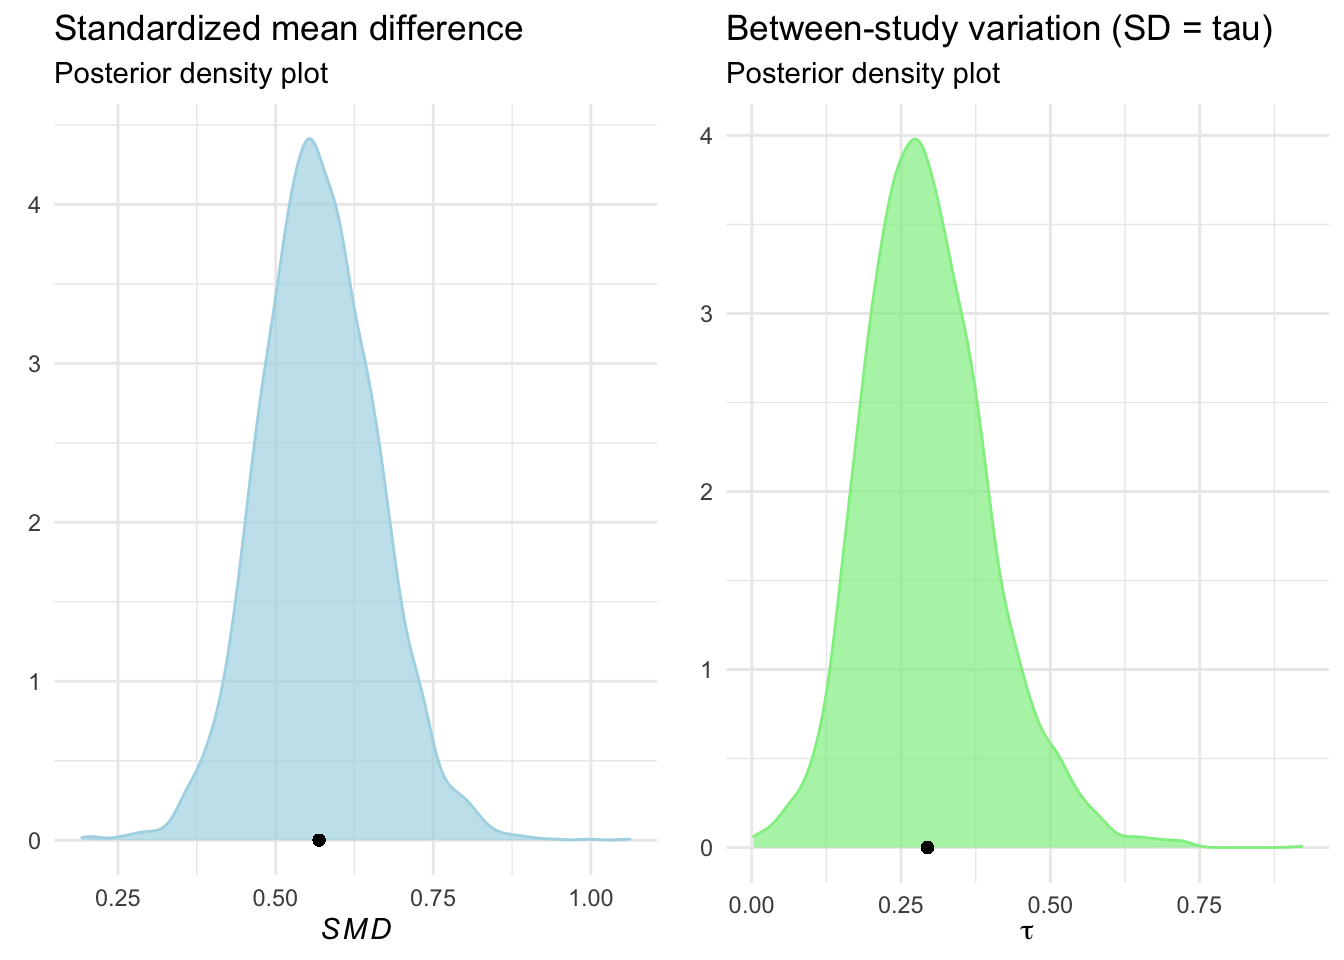 Standardized mean difference
Posterior density plot
4
3
2
1
0
0.25 0.50 0.75 1.00
SMD
Between-study variation (SD = tau)
Posterior density plot
4
3
2
1
0
0.00 0.25 0.50 0.75
τ